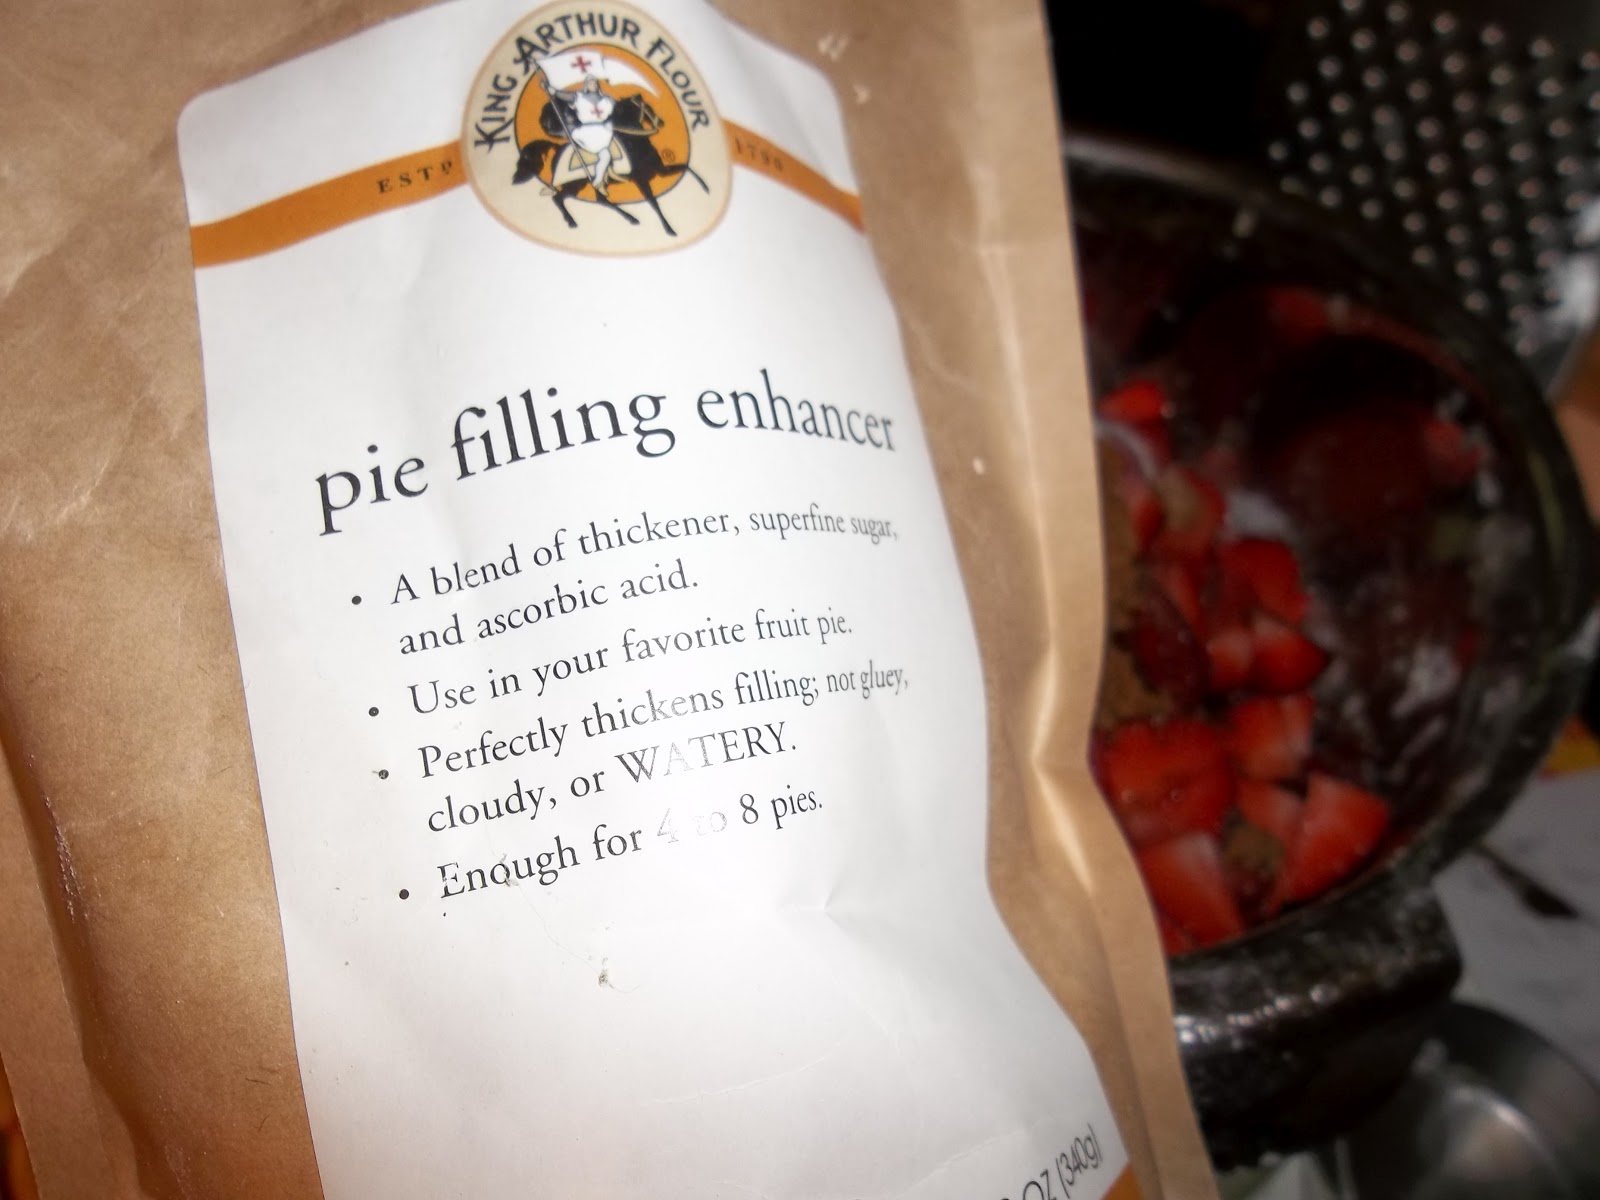 KING ARTHUR FLOUR
®
ESTD 1790
pie filling enhancer
• A blend of thickener, superfine sugar,
and ascorbic acid.
• Use in your favorite fruit pie.
• Perfectly thickens filling; not gluey,
cloudy, or WATERY.
• Enough for 4 to 8 pies.
OZ (340g)